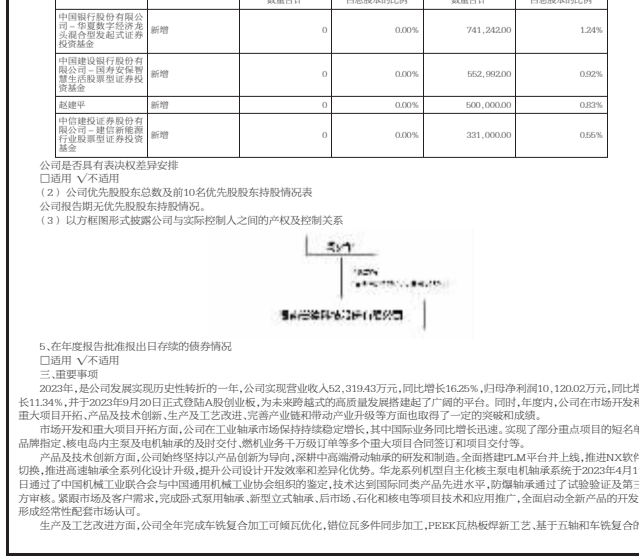 数量合计 占总股本的比例 数量合计 占总股本的比例
中国银行股份有限公
司－华夏数字经济龙
头混合型发起式证券
投资基金
新增 0 0.00% 741,242.00 1.24%
中国建设银行股份有
限公司－国寿安保智
慧生活股票型证券投
资基金
新增 0 0.00% 552,992.00 0.92%
赵建平 新增 0 0.00% 500,000.00 0.83%
中信建投证券股份有
限公司－建信新能源
行业股票型证券投资
基金
新增 0 0.00% 331,000.00 0.55%
公司是否具有表决权差异安排
□适用 √不适用
（2）公司优先股股东总数及前10名优先股股东持股情况表
公司报告期无优先股股东持股情况。
（3）以方框图形式披露公司与实际控制人之间的产权及控制关系
5、在年度报告批准报出日存续的债券情况
□适用 √不适用
三、重要事项
2023年，是公司发展实现历史性转折的一年，公司实现营业收入52,319.43万元，同比增长16.25%，归母净利润10,120.02万元，同比增
长11.34%，并于2023年9月20日正式登陆A股创业板，为未来跨越式的高质量发展搭建起了广阔的平台。同时，年度内，公司在市场开发和
重大项目开拓、产品及技术创新、生产及工艺改进、完善产业链和带动产业升级等方面也取得了一定的突破和成绩。
市场开发和重大项目开拓方面，公司在工业轴承市场保持持续稳定增长，其中国际业务同比增长迅速。实现了部分重点项目的短名单
品牌指定、核电岛内主泵及电机轴承的及时交付、燃机业务千万级订单等多个重大项目合同签订和项目交付等。
产品及技术创新方面，公司始终坚持以产品创新为导向，深耕中高端滑动轴承的研发和制造。全面搭建PLM平台并上线，推进NX
切换，推进高速轴承全系列化设计升级，提升公司设计开发效率和差异化优势。华龙系列机型自主化核主泵电机轴承系统于2023年4月1
日通过了中国机械工业联合会与中国通用机械工业协会组织的鉴定，技术达到国际同类产品先进水平，防爆轴承通过了试验验证及第三
方审核。紧跟市场及客户需求，完成卧式泵用轴承、新型立式轴承、后市场、石化和核电等项目技术和应用推广，全面启动全新产品的开发
形成经常性配套市场认可。
生产及工艺改进方面，公司全年完成车铣复合加工可倾瓦优化，错位瓦多件同步加工，PEEK瓦热板焊新工艺、基于五轴和车铣复合的